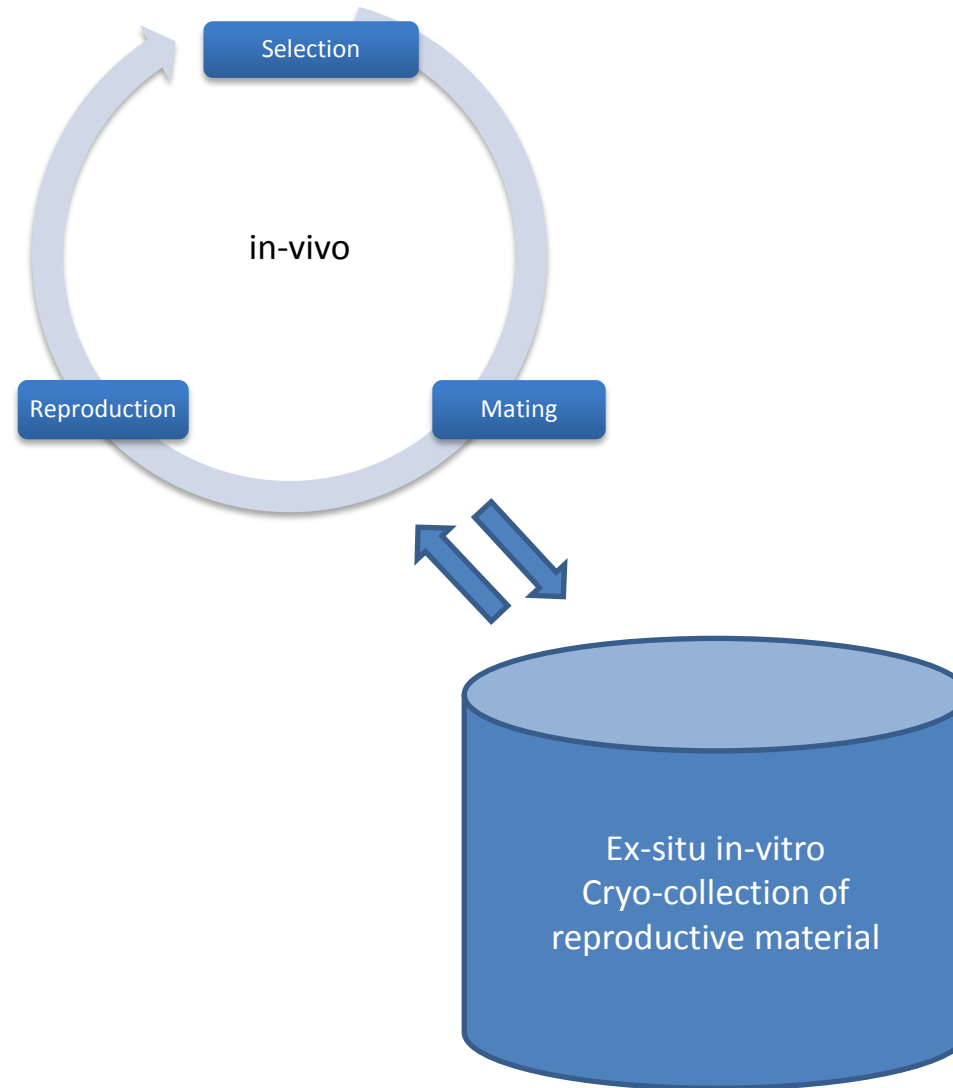 Selection
in-vivo
Reproduction
Mating
Ex-situ in-vitro
Cryo-collection of
reproductive material